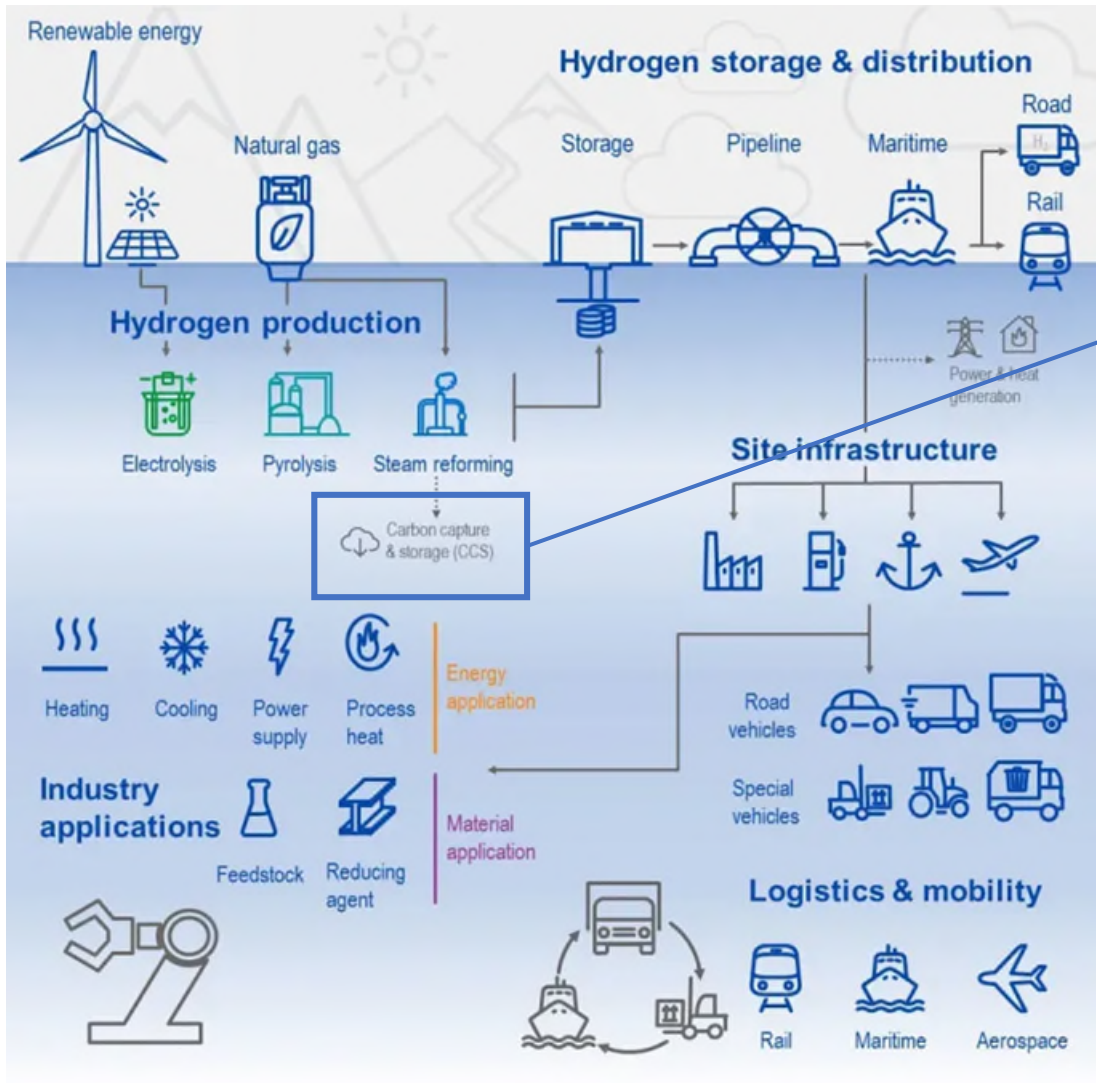 Renewable energy
Hydrogen storage & distribution
Road
Natural gas
Storage
Pipeline
Maritime
H₂
Rail
Hydrogen production
Power & heat
generation
Electrolysis
Pyrolysis
Steam reforming
Site infrastructure
Carbon capture
& storage (CCS)
Heating
Cooling
Power
supply
Process
heat
Energy
application
Road
vehicles
Industry
applications
Special
vehicles
Feedstock
Reducing
agent
Material
application
Logistics & mobility
Rail
Maritime
Aerospace